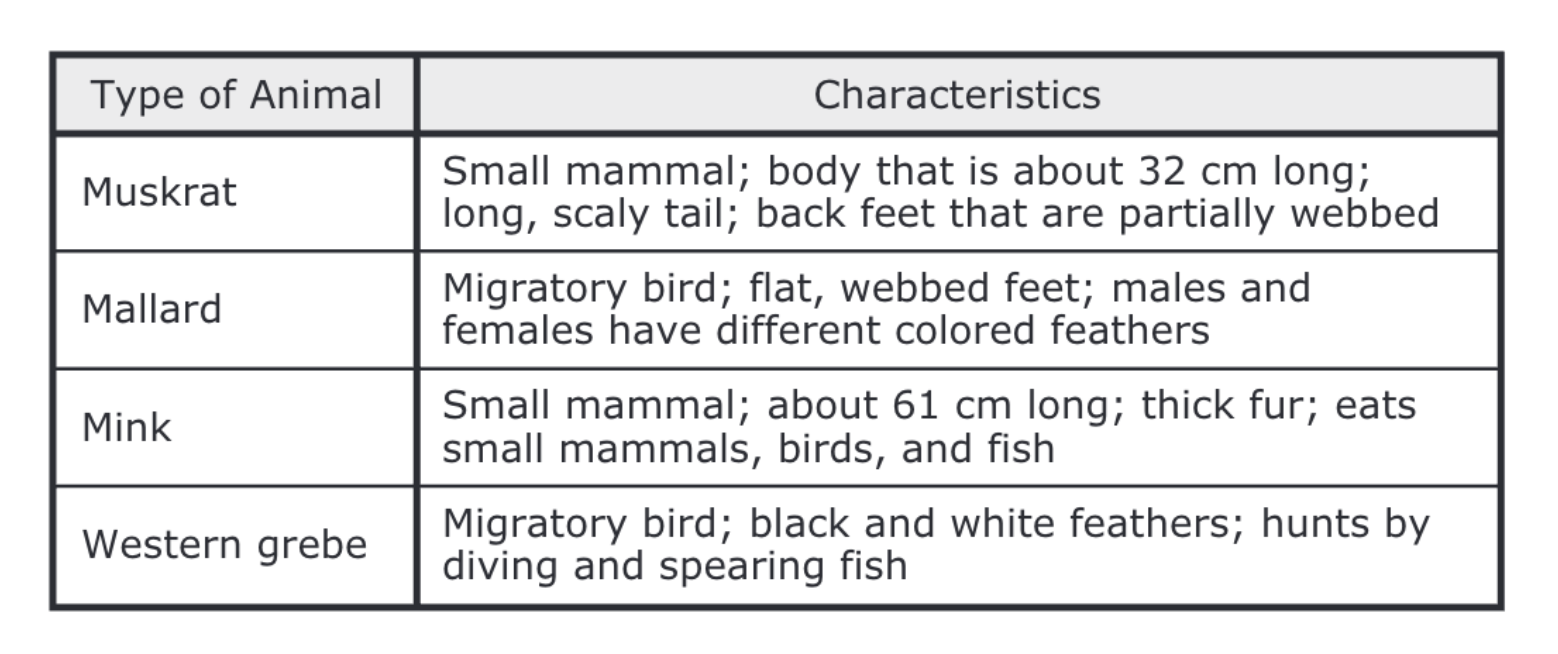 Type of Animal
Characteristics
Muskrat
Small mammal; body that is about 32 cm long;
long, scaly tail; back feet that are partially webbed
Mallard
Migratory bird; flat, webbed feet; males and
females have different colored feathers
Mink
Small mammal; about 61 cm long; thick fur; eats
small mammals, birds, and fish
Western grebe
Migratory bird; black and white feathers; hunts by
diving and spearing fish